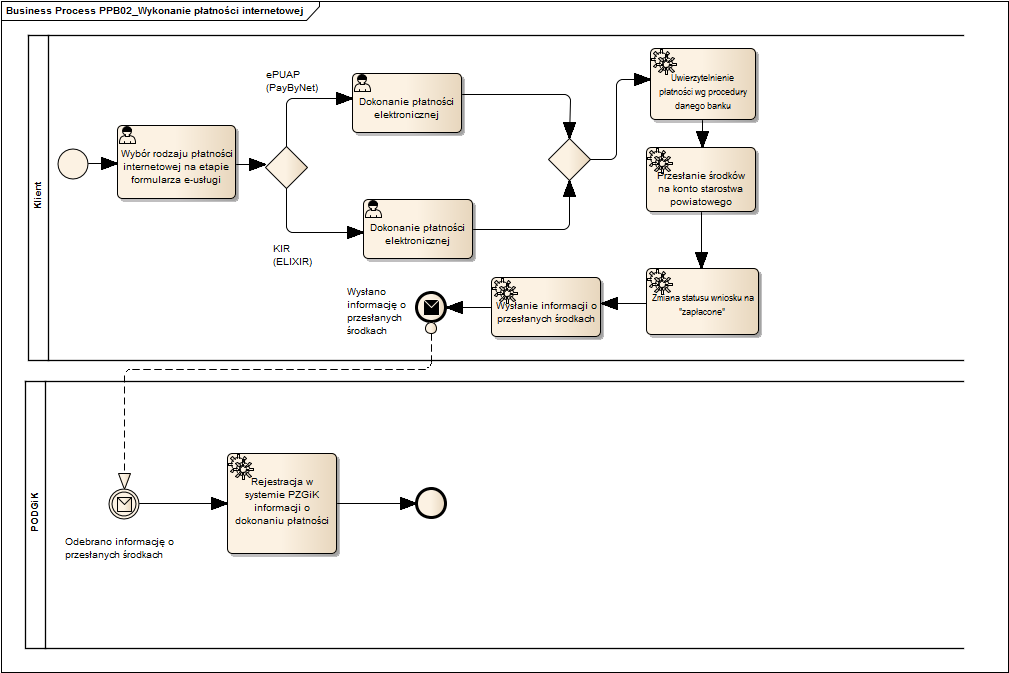 Business Process PPB02_Wykonanie płatności internetowej
Klient
Wybór rodzaju płatności
internetowej na etapie
formularza e-usługi
ePUAP
(PayByNet)
Dokonanie płatności
elektronicznej
KIR
(ELIXIR)
Dokonanie płatności
elektronicznej
Uwierzytelnienie
płatności wg procedury
danego banku
Przesłanie środków
na konto starostwa
powiatowego
Zmiana statusu wniosku na
"zapłacone"
Wysłanie informacji o
przesłanych środkach
Wysłano
informację o
przesłanych
środkach
PODGiK
Odebrano informację o
przesłanych środkach
Rejestracja w
systemie PZGiK
informacji o
dokonaniu płatności